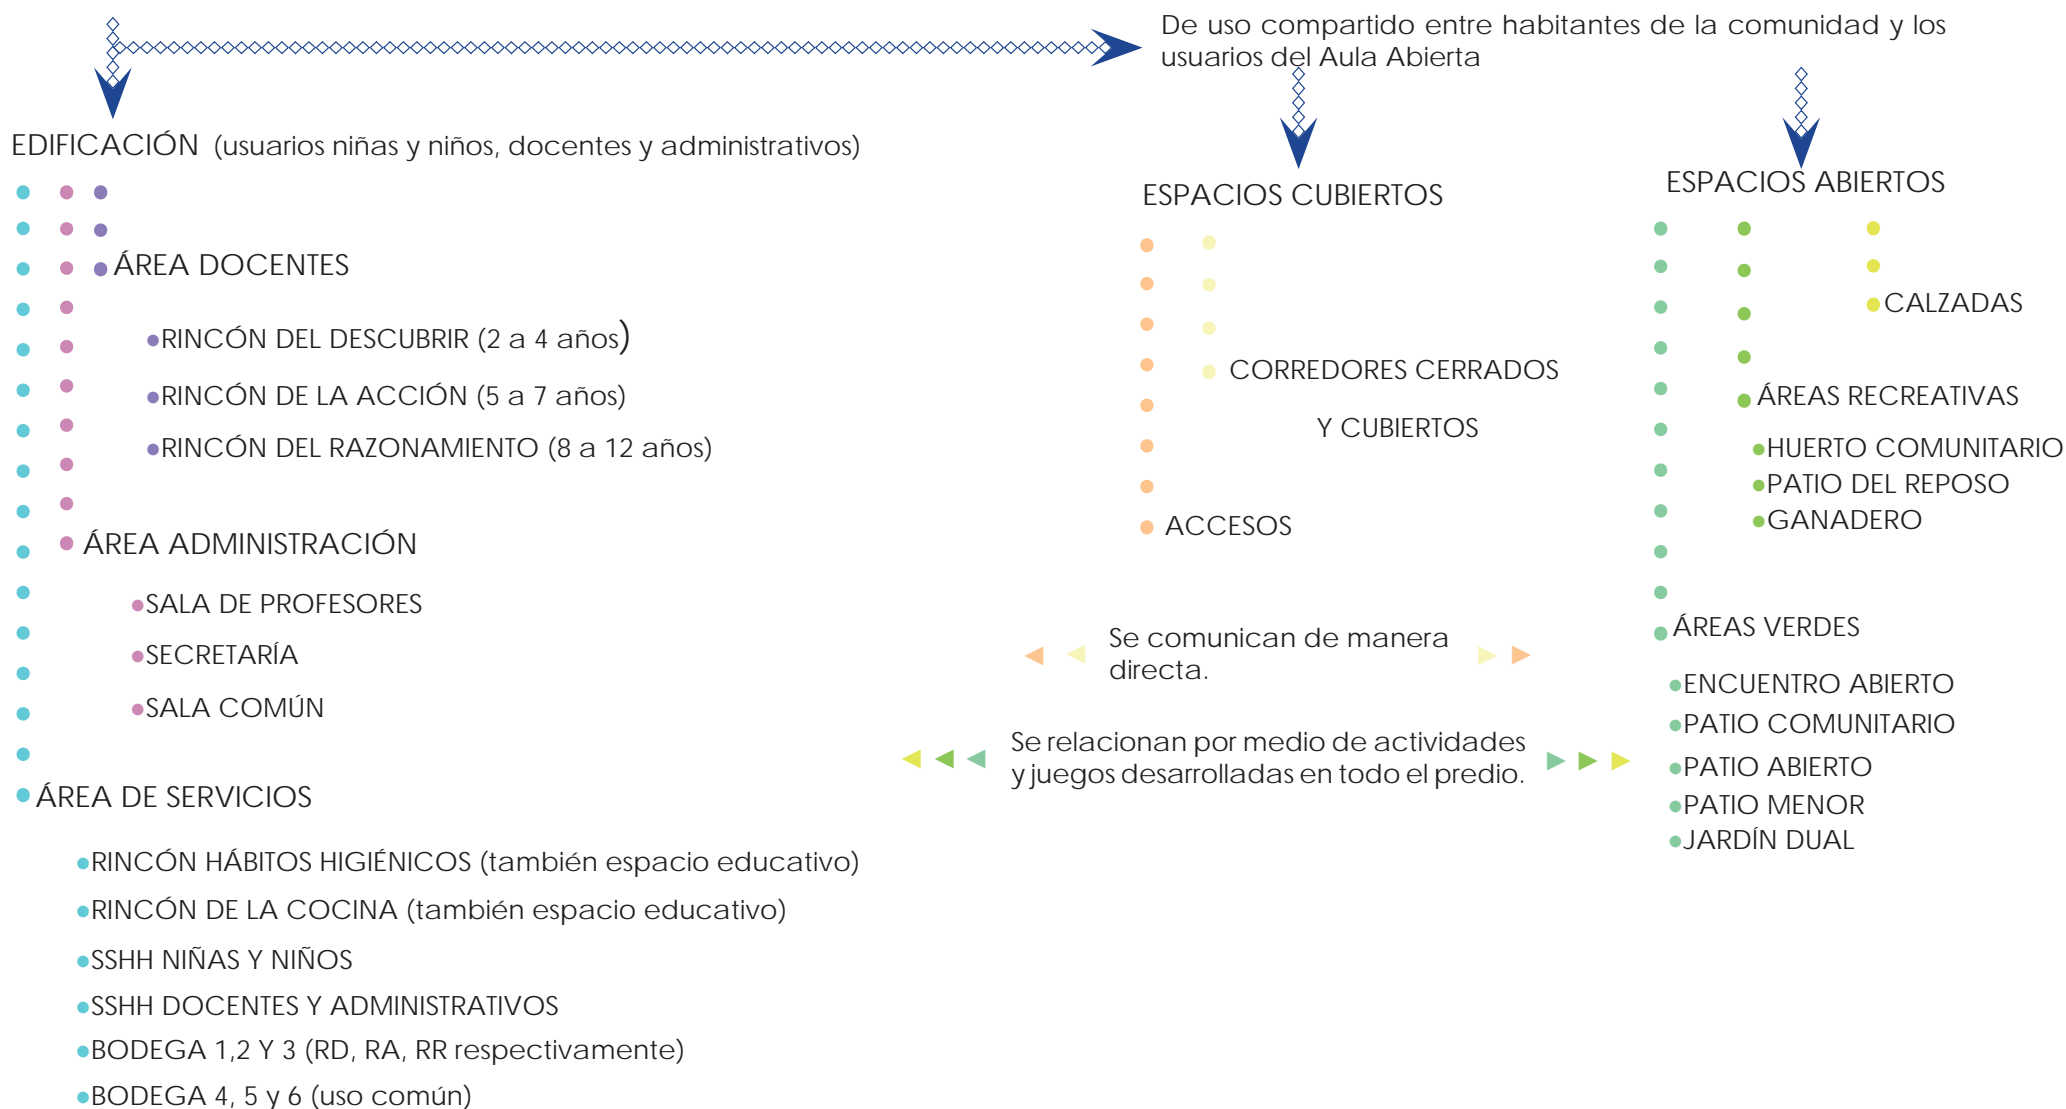 De uso compartido entre habitantes de la comunidad y los
usuarios del Aula Abierta
EDIFICACIÓN (usuarios niñas y niños, docentes y administrativos)
ÁREA DOCENTES
RINCÓN DEL DESCUBRIR (2 a 4 años)
RINCÓN DE LA ACCIÓN (5 a 7 años)
RINCÓN DEL RAZONAMIENTO (8 a 12 años)
ÁREA ADMINISTRACIÓN
SALA DE PROFESORES
SECRETARÍA
SALA COMÚN
ÁREA DE SERVICIOS
RINCÓN HÁBITOS HIGIÉNICOS (también espacio educativo)
RINCÓN DE LA COCINA (también espacio educativo)
SSHH NIÑAS Y NIÑOS
SSHH DOCENTES Y ADMINISTRATIVOS
BODEGA 1,2 Y 3 (RD, RA, RR respectivamente)
BODEGA 4, 5 y 6 (uso común)
ESPACIOS CUBIERTOS
CORREDORES CERRADOS
Y CUBIERTOS
ACCESOS
Se comunican de manera
directa.
Se relacionan por medio de actividades
y juegos desarrolladas en todo el predio.
ESPACIOS ABIERTOS
CALZADAS
ÁREAS RECREATIVAS
HUERTO COMUNITARIO
PATIO DEL REPOSO
GANADERO
ÁREAS VERDES
ENCUENTRO ABIERTO
PATIO COMUNITARIO
PATIO ABIERTO
PATIO MENOR
JARDÍN DUAL